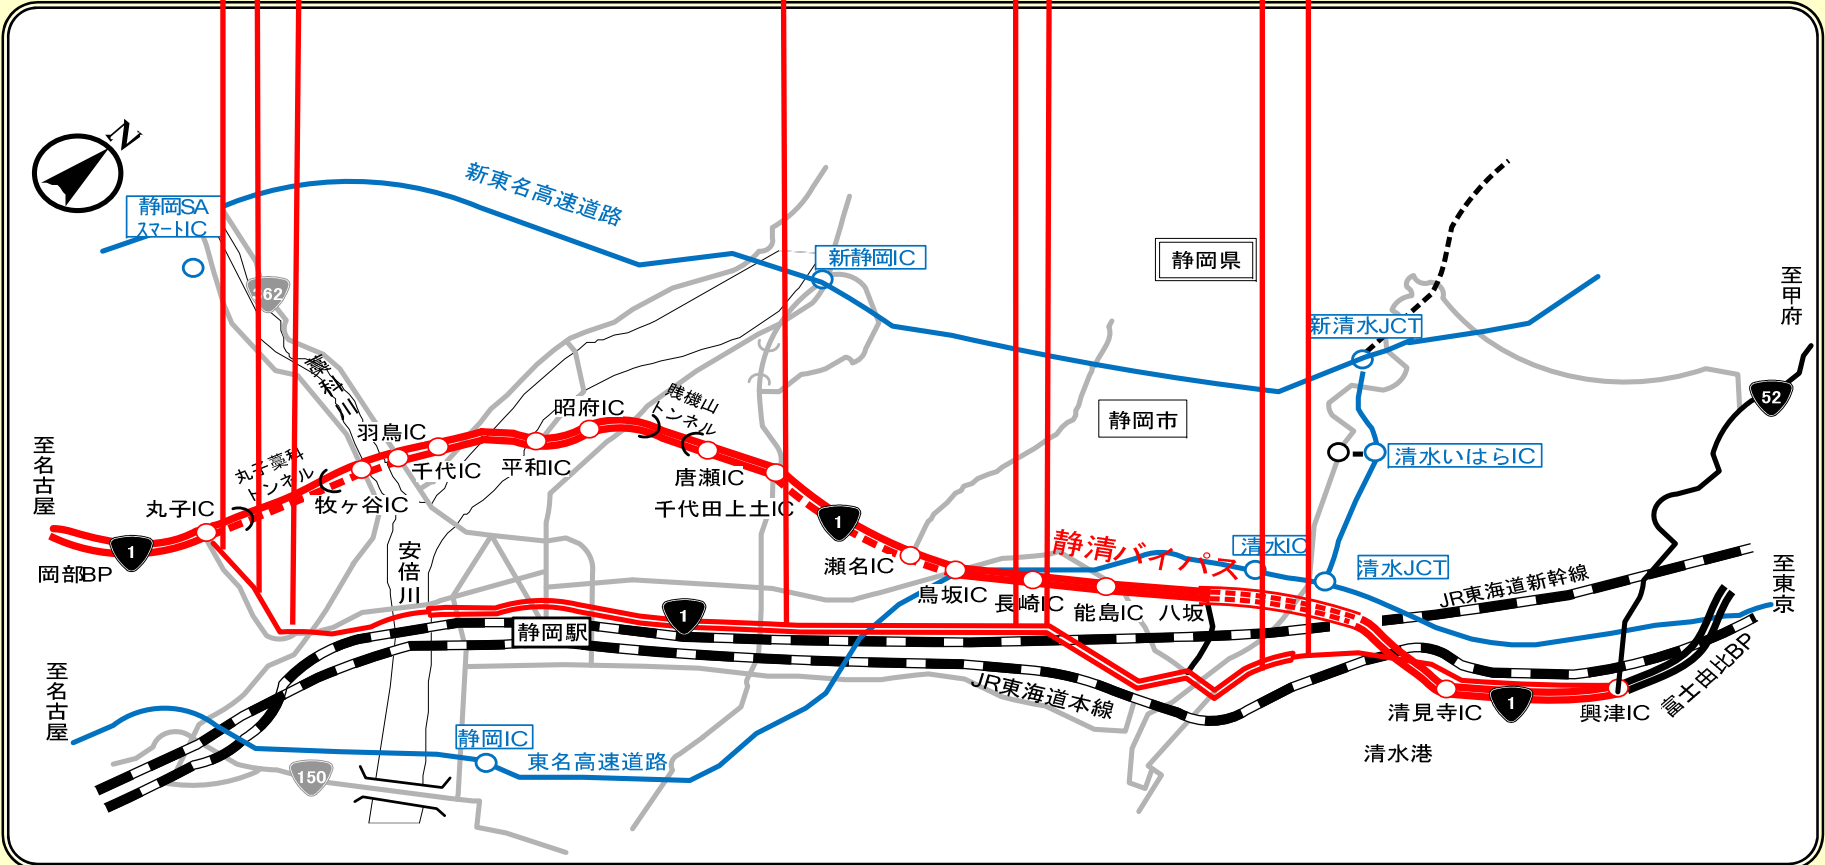 N
静岡SA
スマートIC
新東名高速道路
新静岡IC
静岡県
新清水JCT
至甲府
362
藁科川
52
賎機山
トンネル
昭府IC
羽鳥IC
静岡市
清水いはらIC
至名古屋
丸子藁科
トンネル
千代IC
平和IC
唐瀬IC
牧ヶ谷IC
丸子IC
千代田上土IC
1
1
静清バイパス
清水IC
岡部BP
安倍川
瀬名IC
清水JCT
JR東海道新幹線
至東京
鳥坂IC
長崎IC
能島IC
八坂
1
静岡駅
至名古屋
JR東海道本線
清見寺IC
1
興津IC
富士由比BP
清水港
静岡IC
東名高速道路
150